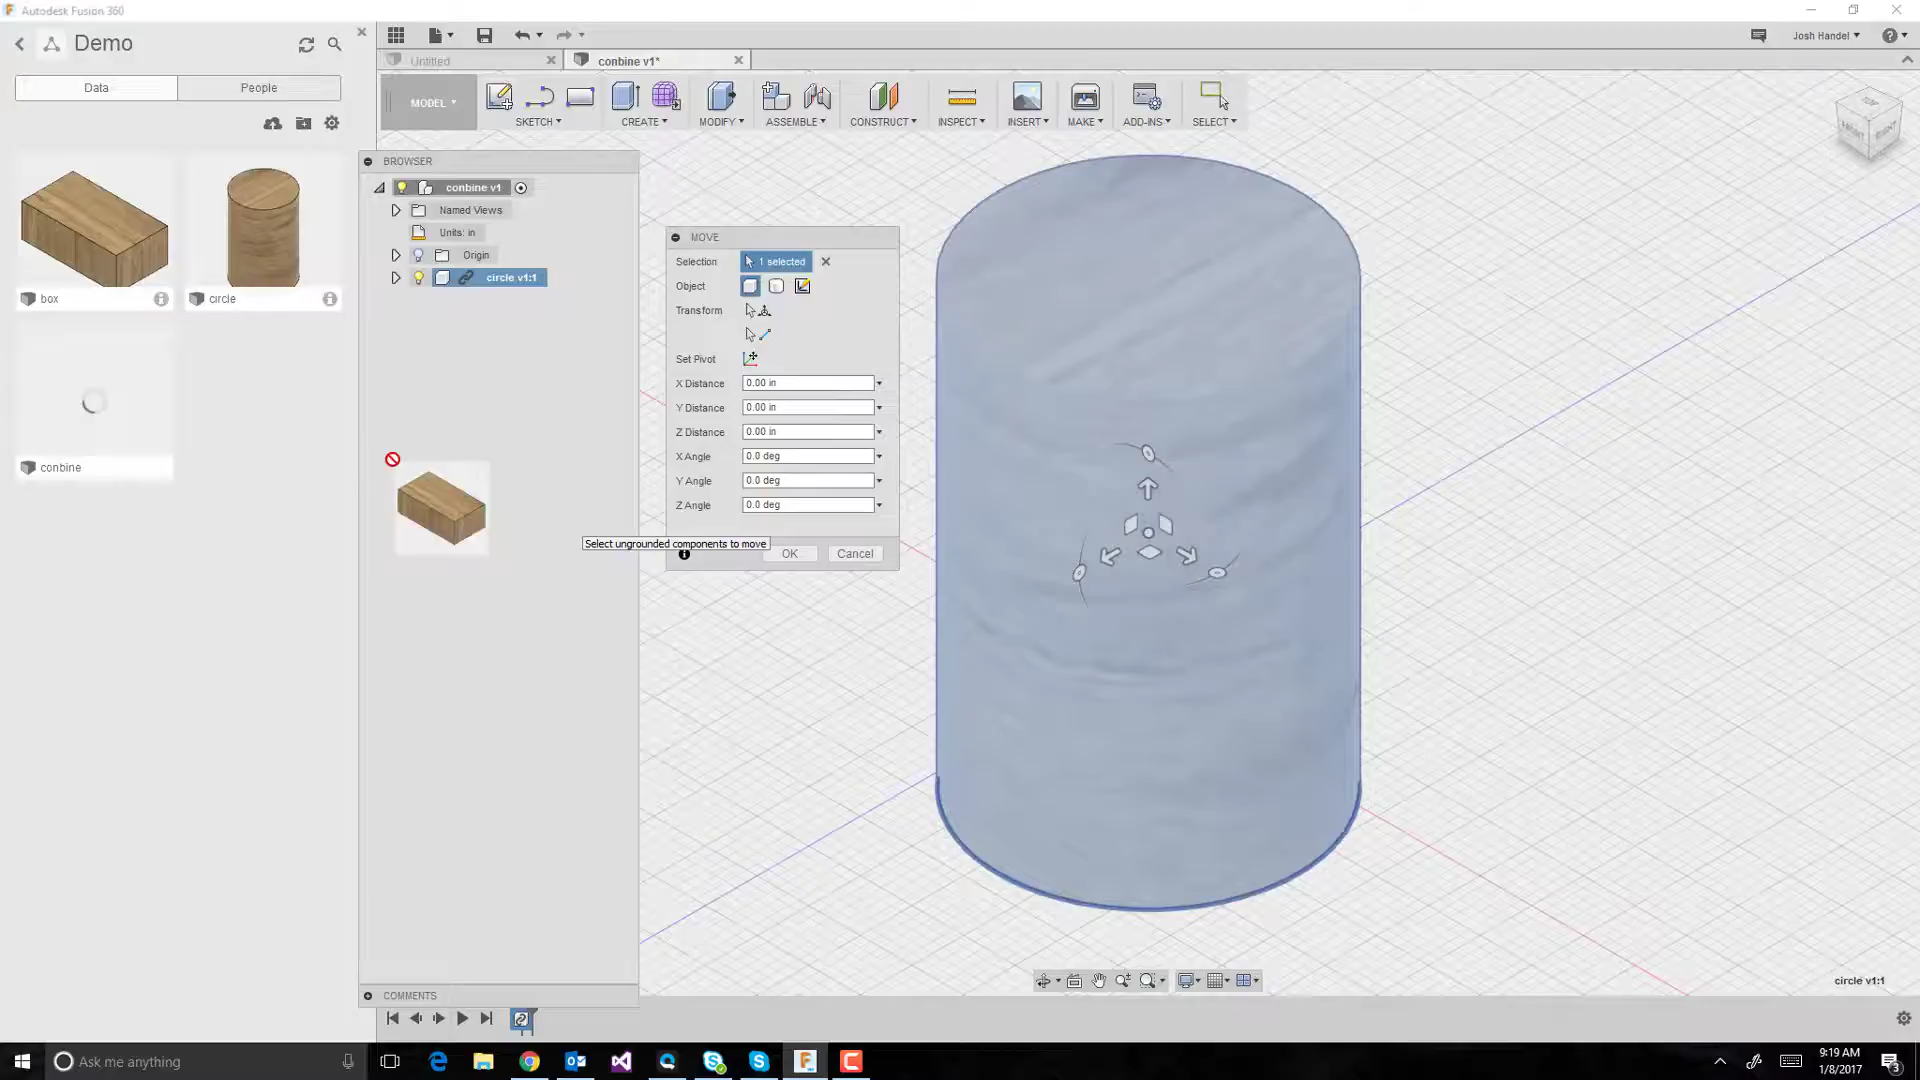 Autodesk Fusion 360
Demo
Data
People
box
circle
conbine
Untitled
conbine v1*
Josh Handel
MODEL
SKETCH
CREATE
MODIFY
ASSEMBLE
CONSTRUCT
INSPECT
INSERT
MAKE
ADD-INS
SELECT
TOP
FRONT
RIGHT
BROWSER
conbine v1
Named Views
Units: in
Origin
circle v1:1
MOVE
Selection 1 selected
Object
Transform
Set Pivot
X Distance 0.00 in
Y Distance 0.00 in
Z Distance 0.00 in
X Angle 0.0 deg
Y Angle 0.0 deg
Z Angle 0.0 deg
Select ungrounded components to move
OK
Cancel
COMMENTS
circle v1:1
Ask me anything
9:19 AM
1/8/2017
3